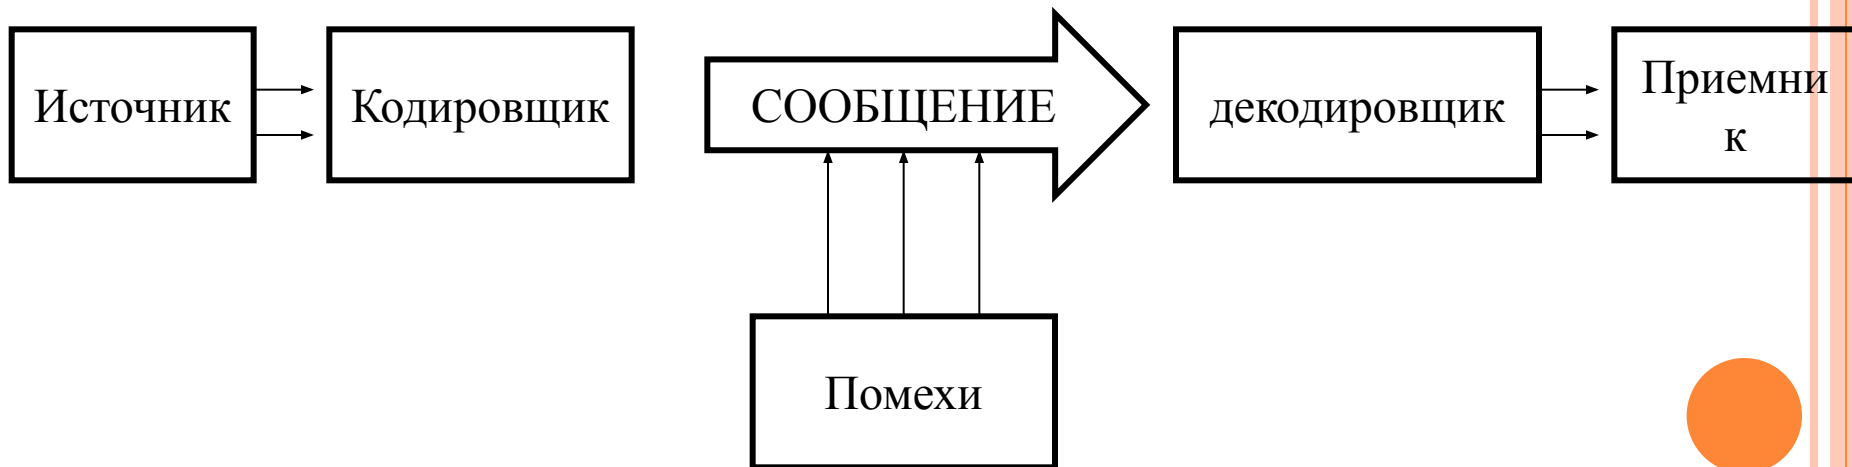 Источник
Кодировщик
СООБЩЕНИЕ
декодировщик
Приемни
к
Помехи